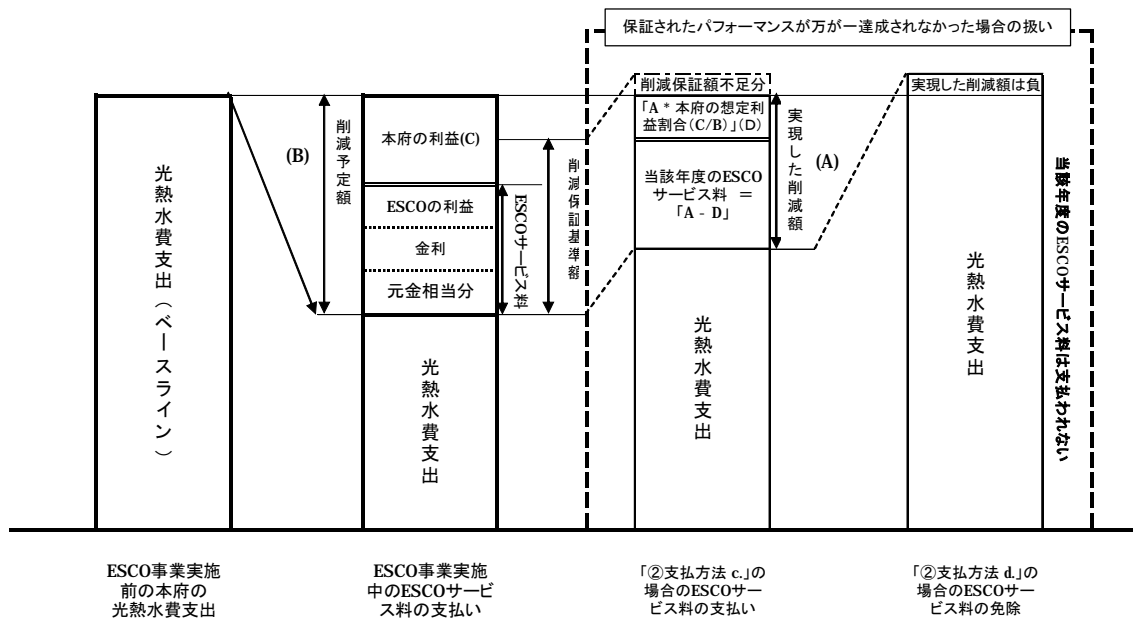 保証されたパフォーマンスが万が一達成されなかった場合の扱い
光熱水費支出（ベースライン）
(B)
削減予定額
本府の利益(C)
ESCOの利益
金利
元金相当分
光熱水費支出
ESCOサービス料
削減保証基準額
削減保証額不足分
「A * 本府の想定利
益割合（C/B）」(D)
当該年度のESCO
サービス料 =
「A - D」
光熱水費支出
実現した削減額
(A)
実現した削減額は負
光熱水費支出
当該年度のESCOサービス料は支払われない
ESCO事業実施
前の本府の
光熱水費支出
ESCO事業実施
中のESCOサービ
ス料の支払い
「②支払方法 c.」の
場合のESCOサー
ビス料の支払い
「②支払方法 d.」の
場合のESCOサー
ビス料の免除